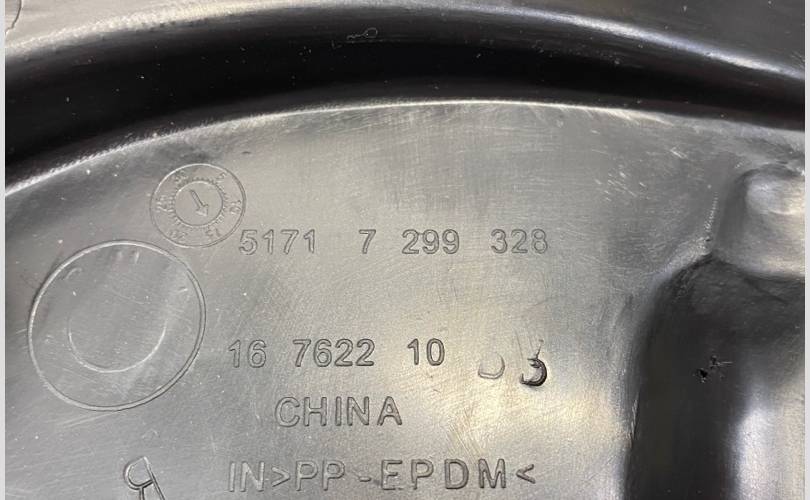 5171 7 299 328
16 7622 10
CHINA
IN>PP-EPDM<